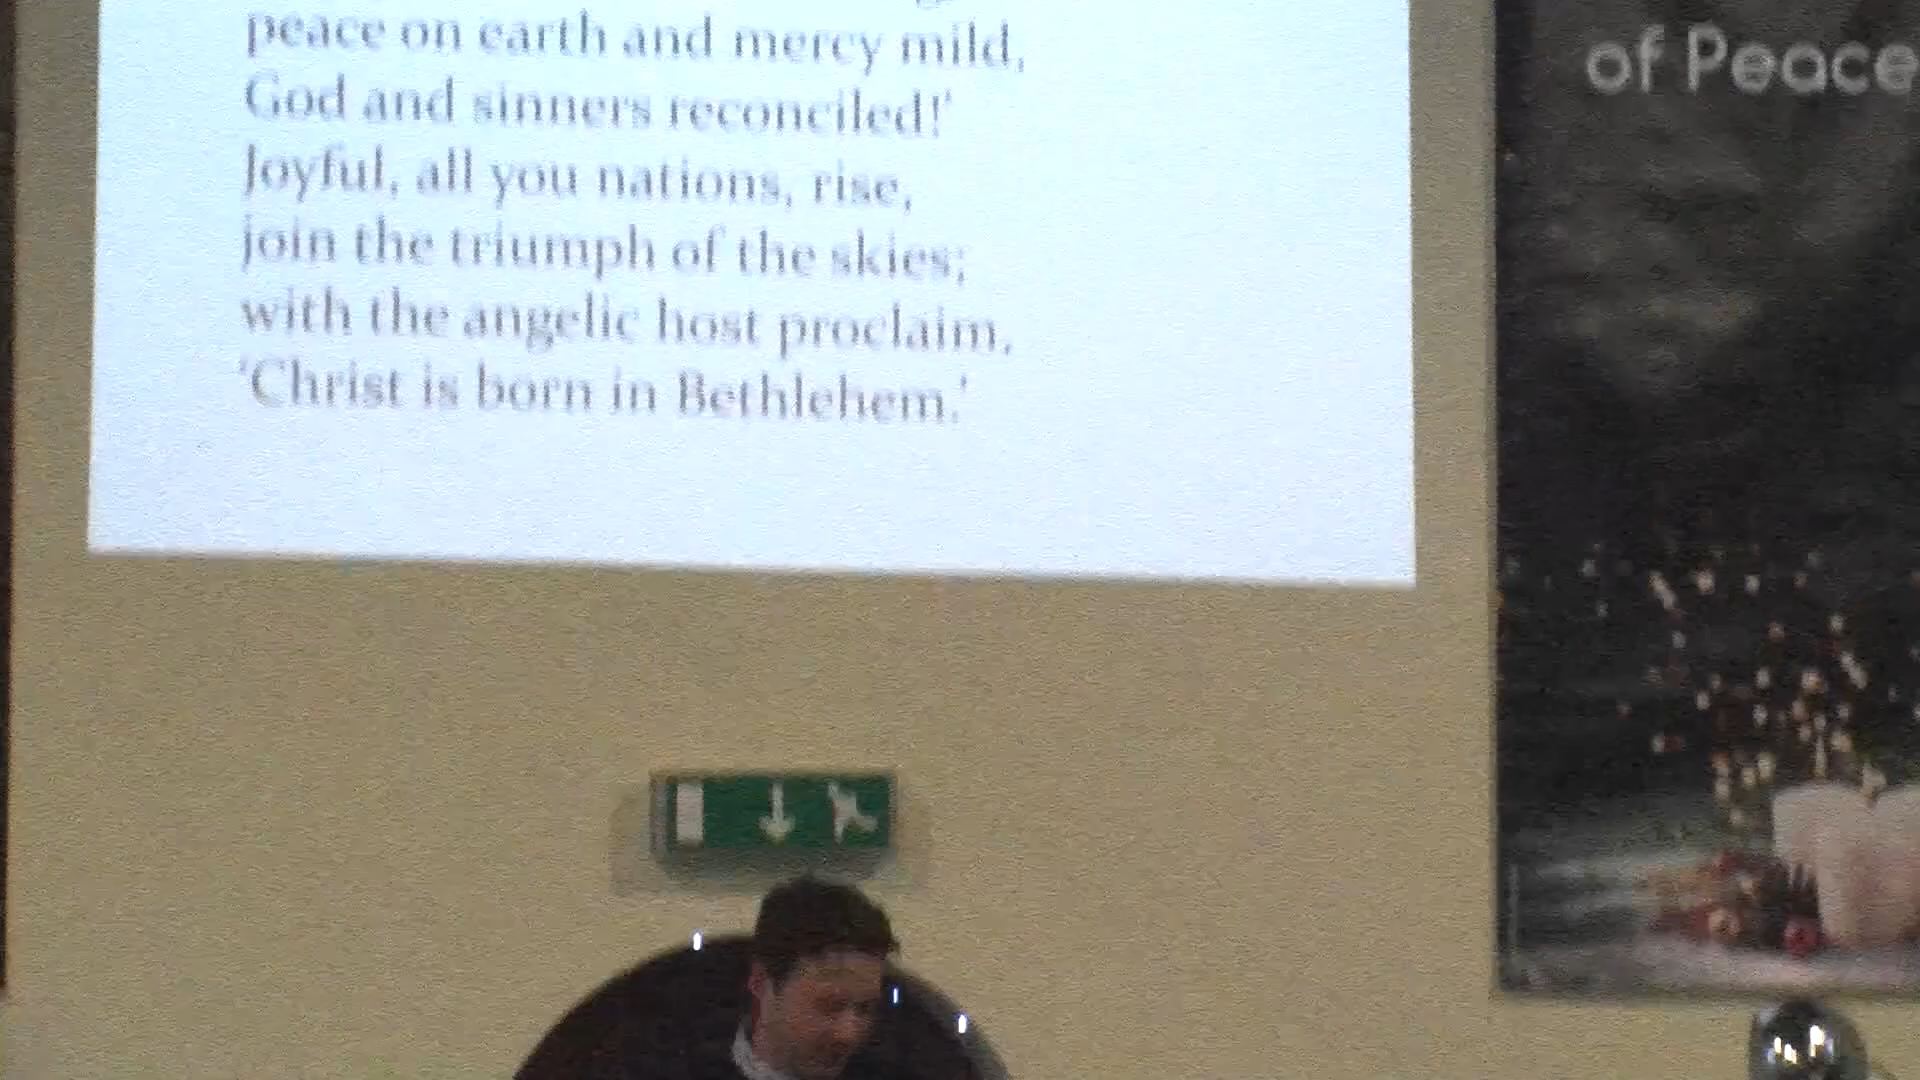 peace on earth and mercy mild,
God and sinners reconciled!'
Joyful, all you nations, rise,
join the triumph of the skies;
with the angelic host proclaim,
'Christ is born in Bethlehem.'
of Peace